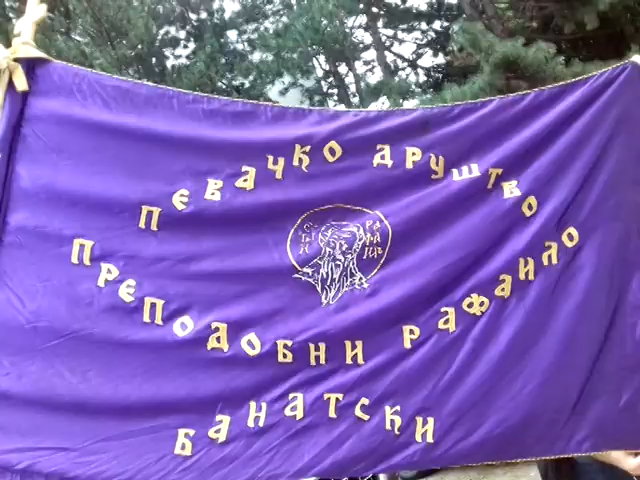 ПЕВАЧКО ДРУШТВО
ПРЕПОДОБНИ РАФАИЛО
БАНАТСКИ